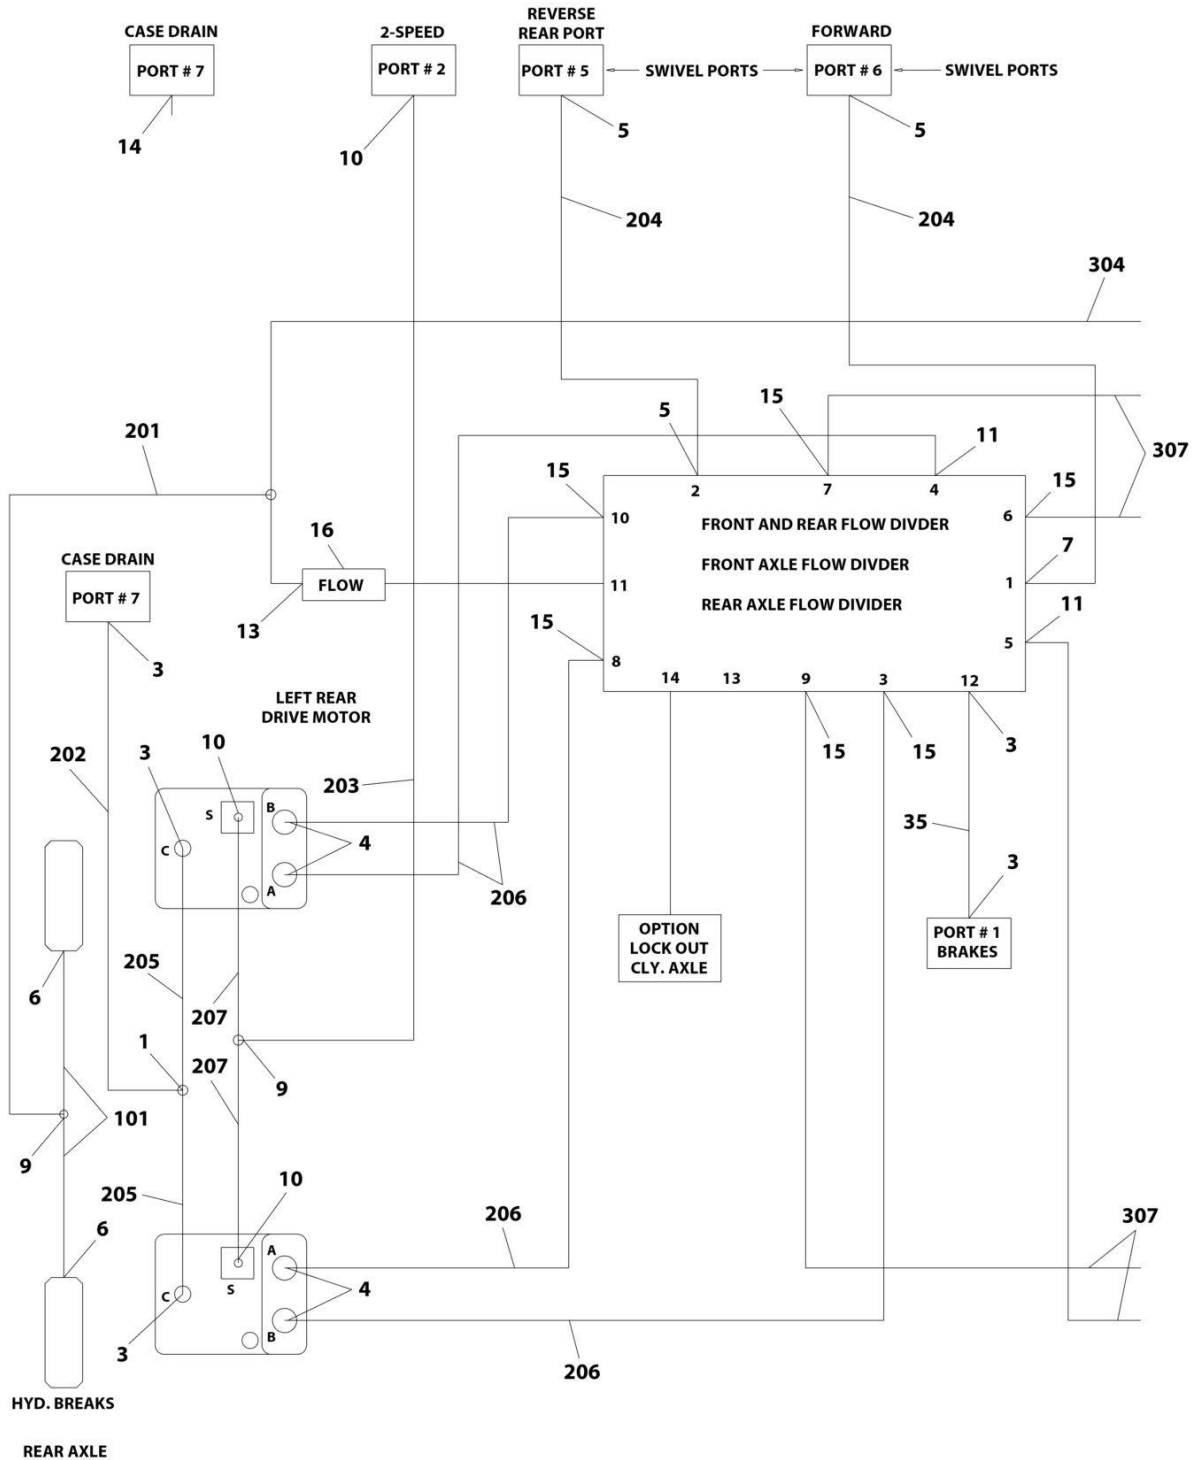 REVERSE
CASE DRAIN
2-SPEED
REAR PORT
FORWARD
PORT # 7
PORT # 2
PORT # 5
SWIVEL PORTS
PORT # 6
SWIVEL PORTS
14
10
5
5
204
204
304
15
5
11
307
201
15
15
2
7
4
10
6
FRONT AND REAR FLOW DIVDER
16
7
CASE DRAIN
FRONT AXLE FLOW DIVDER
PORT # 7
FLOW
11
1
REAR AXLE FLOW DIVIDER
11
13
15
5
3
8
14
13
9
3
12
LEFT REAR
DRIVE MOTOR
10
15
15
3
3
202
203
S
B
35
4
C
3
A
206
OPTION
LOCK OUT
CLY. AXLE
PORT # 1
BRAKES
205
6
207
1
207
9
101
9
10
205
206
307
6
A
S
C
4
B
3
206
HYD. BREAKS
REAR AXLE